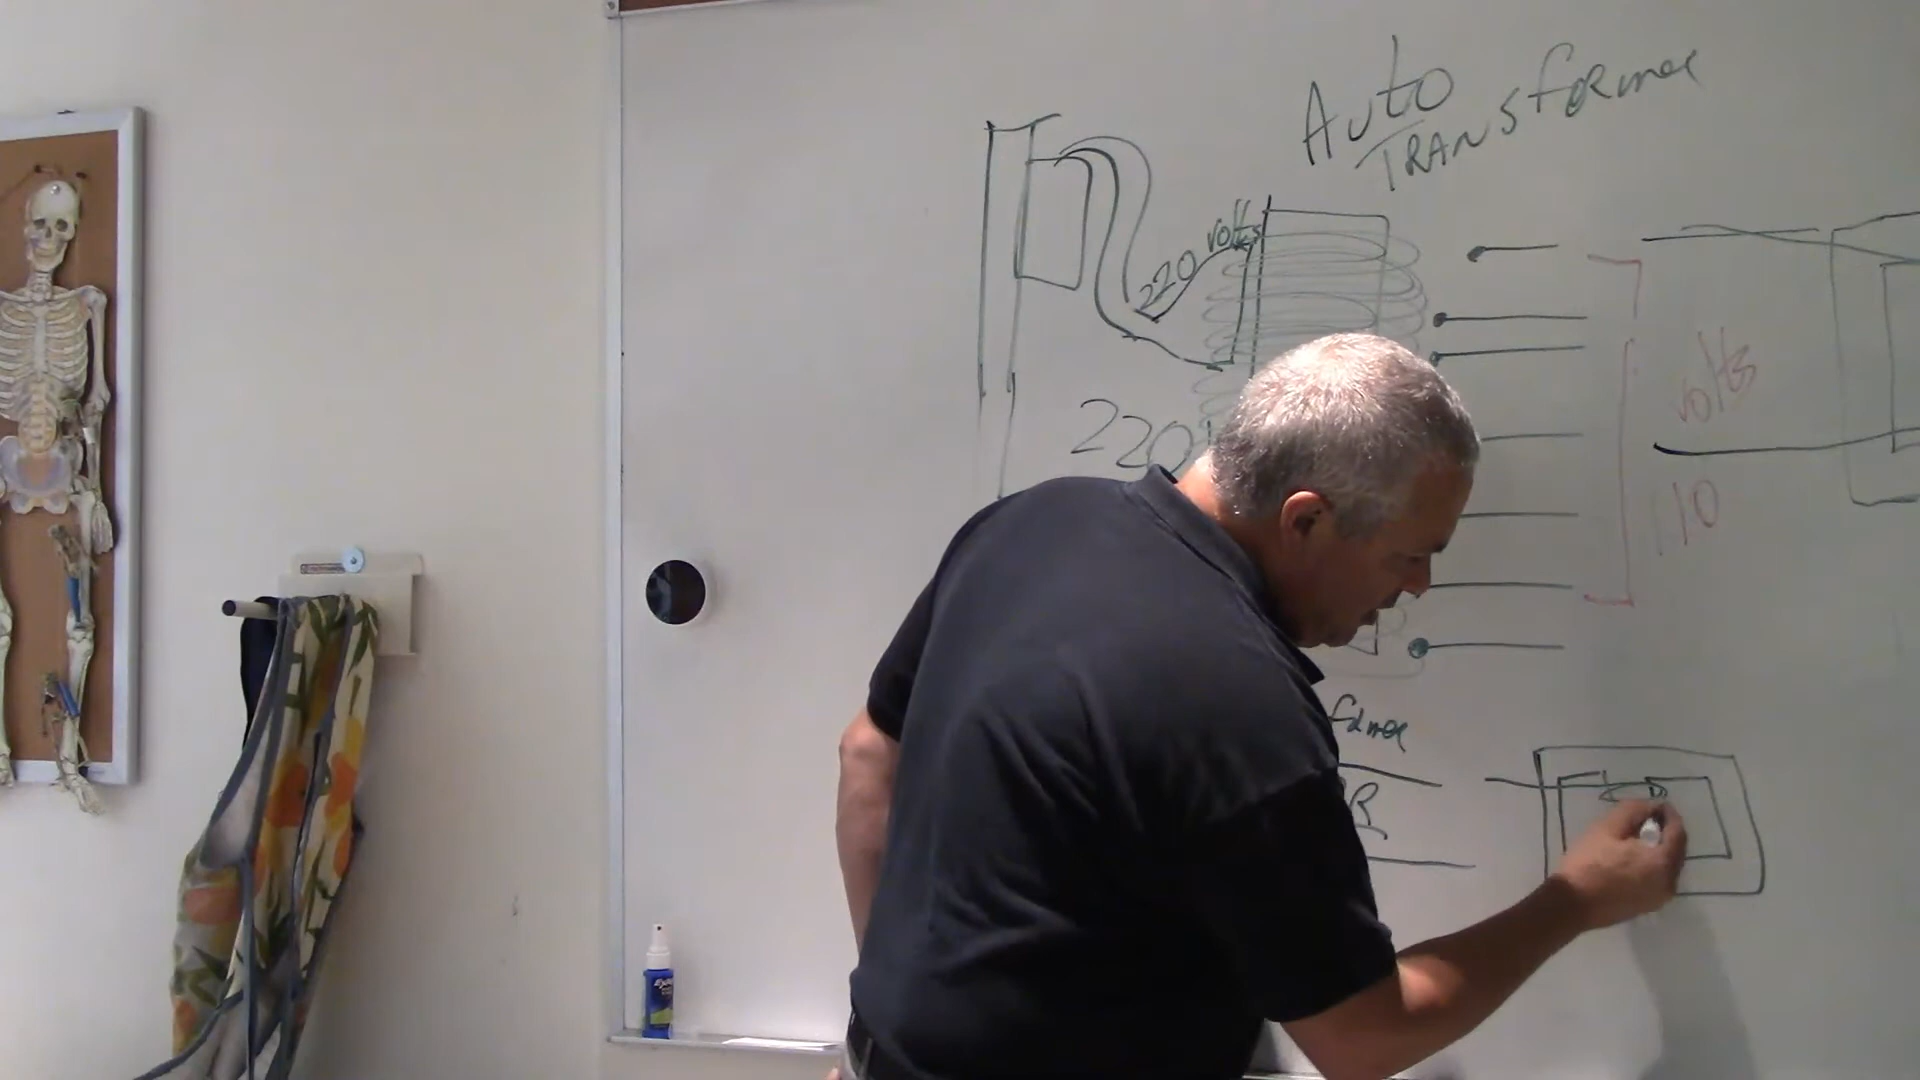 Auto
TRANSformer
220 volts
220
volts
110
former
R